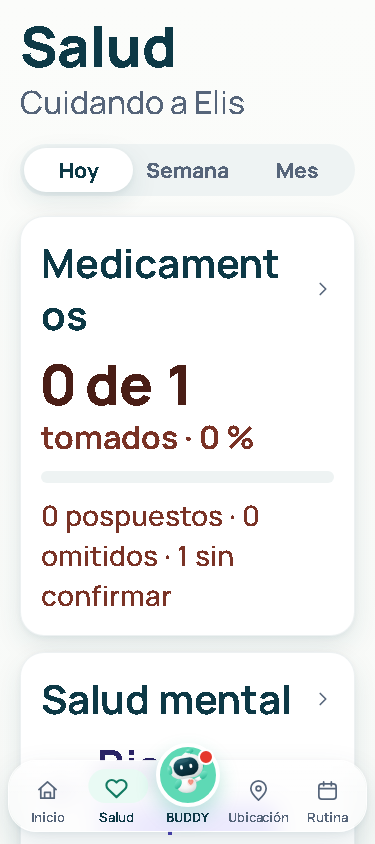 Salud
Cuidando a Elis
Hoy
Semana
Mes
Medicament
os
0 de 1
tomados · 0 %
0 pospuestos · 0
omitidos · 1 sin
confirmar
Salud mental
Inicio
Salud
BUDDY
Ubicación
Rutina